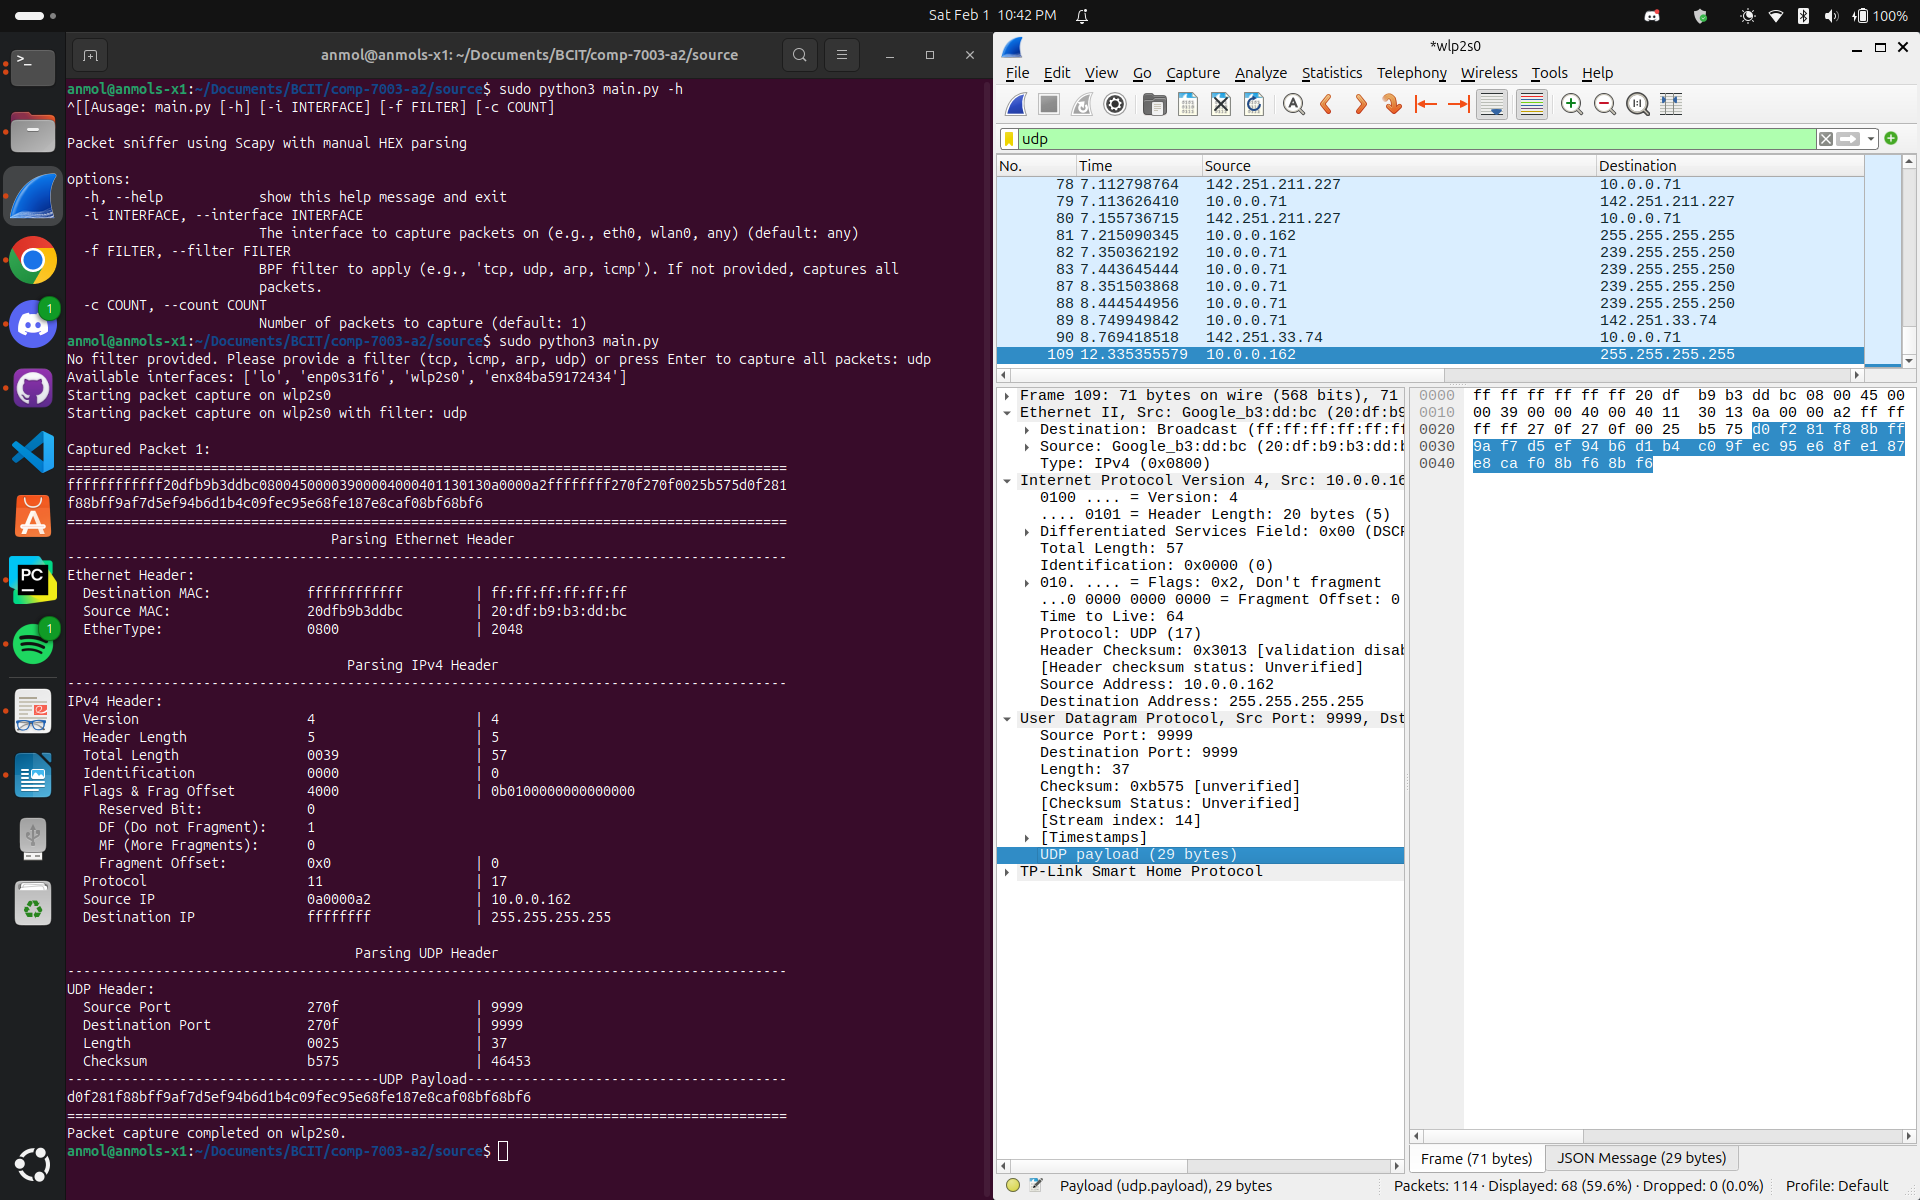 Sat Feb 1 10:42 PM
100%
anmol@anmols-x1: ~/Documents/BCIT/comp-7003-a2/source
anmol@anmols-x1:~/Documents/BCIT/comp-7003-a2/source$ sudo python3 main.py -h
^[[Ausage: main.py [-h] [-i INTERFACE] [-f FILTER] [-c COUNT]
Packet sniffer using Scapy with manual HEX parsing
options:
-h, --help show this help message and exit
-i INTERFACE, --interface INTERFACE
The interface to capture packets on (e.g., eth0, wlan0, any) (default: any)
-f FILTER, --filter FILTER
BPF filter to apply (e.g., 'tcp, udp, arp, icmp'). If not provided, captures all
packets.
-c COUNT, --count COUNT
Number of packets to capture (default: 1)
anmol@anmols-x1:~/Documents/BCIT/comp-7003-a2/source$ sudo python3 main.py
No filter provided. Please provide a filter (tcp, icmp, arp, udp) or press Enter to capture all packets: udp
Available interfaces: ['lo', 'enp0s31f6', 'wlp2s0', 'enx84ba59172434']
Starting packet capture on wlp2s0
Starting packet capture on wlp2s0 with filter: udp
Captured Packet 1:
==========================================================================================
ffffffffffff20dfb9b3ddbc08004500003900004000401130130a0000a2ffffffff270f270f0025b575d0f281
f88bff9af7d5ef94b6d1b4c09fec95e68fe187e8caf08bf68bf6
==========================================================================================
Parsing Ethernet Header
------------------------------------------------------------------------------------------
Ethernet Header:
Destination MAC: ffffffffffff | ff:ff:ff:ff:ff:ff
Source MAC: 20dfb9b3ddbc | 20:df:b9:b3:dd:bc
EtherType: 0800 | 2048
Parsing IPv4 Header
------------------------------------------------------------------------------------------
IPv4 Header:
Version 4 | 4
Header Length 5 | 5
Total Length 0039 | 57
Identification 0000 | 0
Flags & Frag Offset 4000 | 0b0100000000000000
Reserved Bit: 0
DF (Do not Fragment): 1
MF (More Fragments): 0
Fragment Offset: 0x0 | 0
Protocol 11 | 17
Source IP 0a0000a2 | 10.0.0.162
Destination IP ffffffff | 255.255.255.255
Parsing UDP Header
------------------------------------------------------------------------------------------
UDP Header:
Source Port 270f | 9999
Destination Port 270f | 9999
Length 0025 | 37
Checksum b575 | 46453
---------------------------------------UDP Payload----------------------------------------
d0f281f88bff9af7d5ef94b6d1b4c09fec95e68fe187e8caf08bf68bf6
==========================================================================================
Packet capture completed on wlp2s0.
anmol@anmols-x1:~/Documents/BCIT/comp-7003-a2/source$
1
PC
1
*wlp2s0
File Edit View Go Capture Analyze Statistics Telephony Wireless Tools Help
udp
No. Time Source Destination
78 7.112798764 142.251.211.227 10.0.0.71
79 7.113626410 10.0.0.71 142.251.211.227
80 7.155736715 142.251.211.227 10.0.0.71
81 7.215090345 10.0.0.162 255.255.255.255
82 7.350362192 10.0.0.71 239.255.255.250
83 7.443645444 10.0.0.71 239.255.255.250
87 8.351503868 10.0.0.71 239.255.255.250
88 8.444544956 10.0.0.71 239.255.255.250
89 8.749949842 10.0.0.71 142.251.33.74
90 8.769418518 142.251.33.74 10.0.0.71
109 12.335355579 10.0.0.162 255.255.255.255
Frame 109: 71 bytes on wire (568 bits), 71
Ethernet II, Src: Google_b3:dd:bc (20:df:b9
Destination: Broadcast (ff:ff:ff:ff:ff:ff
Source: Google_b3:dd:bc (20:df:b9:b3:dd:b
Type: IPv4 (0x0800)
Internet Protocol Version 4, Src: 10.0.0.16
0100 .... = Version: 4
.... 0101 = Header Length: 20 bytes (5)
Differentiated Services Field: 0x00 (DSCP
Total Length: 57
Identification: 0x0000 (0)
010. .... = Flags: 0x2, Don't fragment
...0 0000 0000 0000 = Fragment Offset: 0
Time to Live: 64
Protocol: UDP (17)
Header Checksum: 0x3013 [validation disab
[Header checksum status: Unverified]
Source Address: 10.0.0.162
Destination Address: 255.255.255.255
User Datagram Protocol, Src Port: 9999, Dst
Source Port: 9999
Destination Port: 9999
Length: 37
Checksum: 0xb575 [unverified]
[Checksum Status: Unverified]
[Stream index: 14]
[Timestamps]
UDP payload (29 bytes)
TP-Link Smart Home Protocol
0000 ff ff ff ff ff ff 20 df b9 b3 dd bc 08 00 45 00
0010 00 39 00 00 40 00 40 11 30 13 0a 00 00 a2 ff ff
0020 ff ff 27 0f 27 0f 00 25 b5 75 d0 f2 81 f8 8b ff
0030 9a f7 d5 ef 94 b6 d1 b4 c0 9f ec 95 e6 8f e1 87
0040 e8 ca f0 8b f6 8b f6
Frame (71 bytes) JSON Message (29 bytes)
Payload (udp.payload), 29 bytes
Packets: 114 · Displayed: 68 (59.6%) · Dropped: 0 (0.0%)
Profile: Default